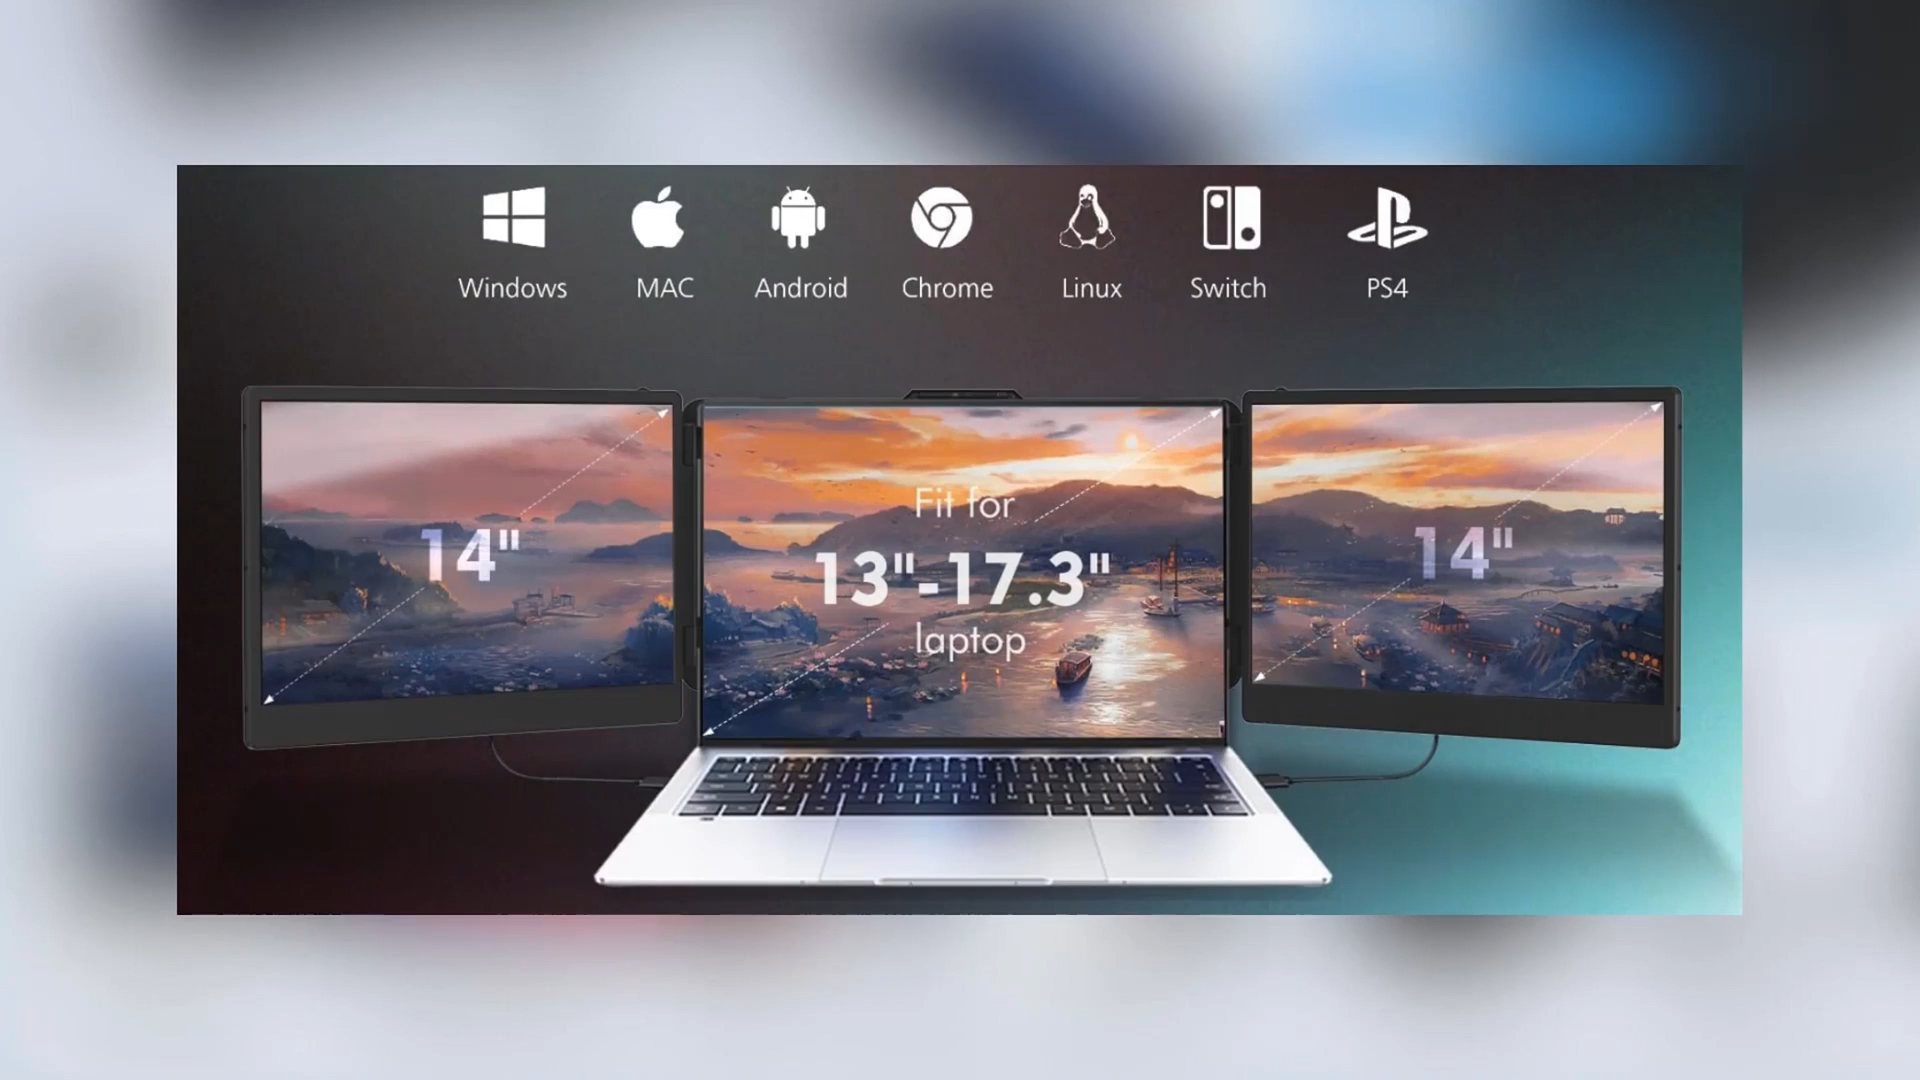 Windows MAC Android Chrome Linux Switch PS4
14"
Fit for
13"-17.3"
laptop
14"